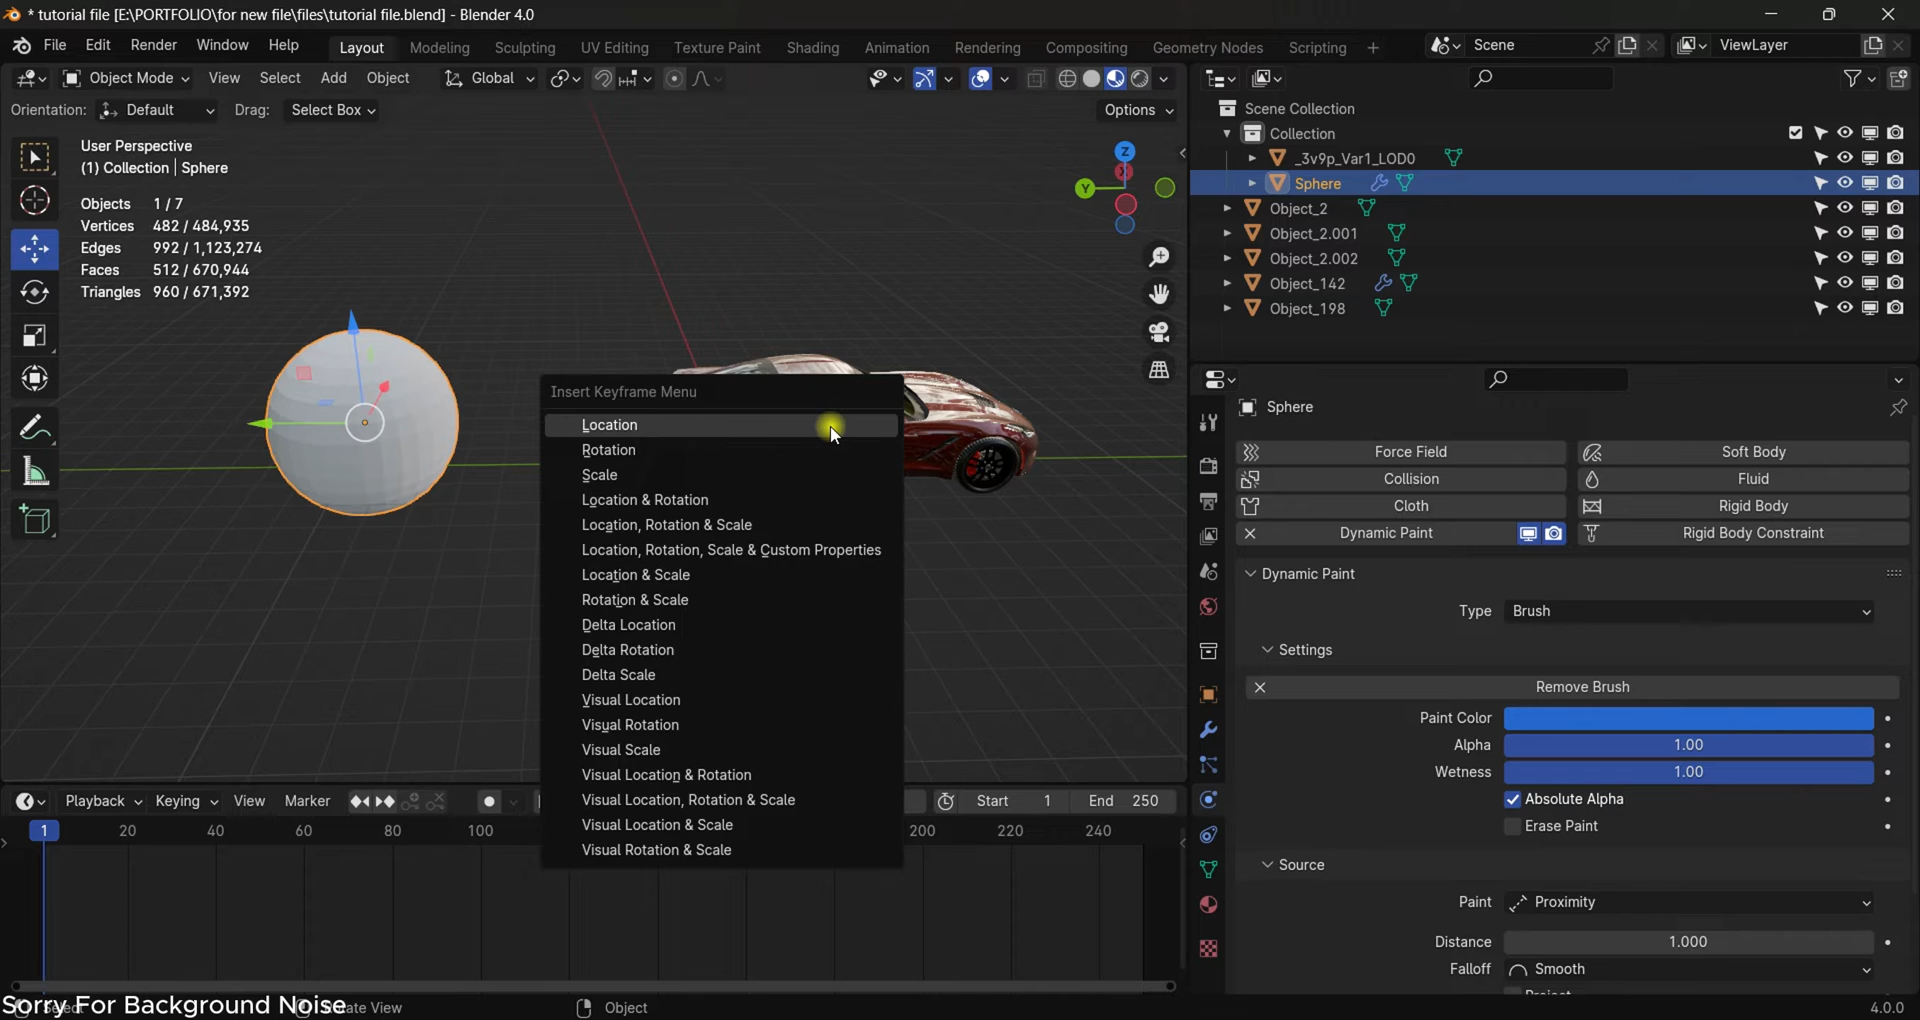 * tutorial file [E:\PORTFOLIO\for new file\files\tutorial file.blend] - Blender 4.0
File Edit Render Window Help Layout Modeling Sculpting UV Editing Texture Paint Shading Animation Rendering Compositing Geometry Nodes Scripting + Scene ViewLayer
Object Mode View Select Add Object Global
Orientation: Default Drag: Select Box Options
User Perspective
(1) Collection | Sphere
Objects 1 / 7
Vertices 482 / 484,935
Edges 992 / 1,123,274
Faces 512 / 670,944
Triangles 960 / 671,392
Z
X
Y
Insert Keyframe Menu
Location
Rotation
Scale
Location & Rotation
Location, Rotation & Scale
Location, Rotation, Scale & Custom Properties
Location & Scale
Rotation & Scale
Delta Location
Delta Rotation
Delta Scale
Visual Location
Visual Rotation
Visual Scale
Visual Location & Rotation
Visual Location, Rotation & Scale
Visual Location & Scale
Visual Rotation & Scale
Scene Collection
Collection
_3v9p_Var1_LOD0
Sphere
Object_2
Object_2.001
Object_2.002
Object_142
Object_198
Sphere
Force Field Soft Body
Collision Fluid
Cloth Rigid Body
Dynamic Paint Rigid Body Constraint
Dynamic Paint
Type Brush
Settings
Remove Brush
Paint Color
Alpha 1.00
Wetness 1.00
Absolute Alpha
Erase Paint
Source
Paint Proximity
Distance 1.000
Falloff Smooth
Playback Keying View Marker Start 1 End 250
1 20 40 60 80 100 200 220 240
Sorry For Background Noise
View Object 4.0.0